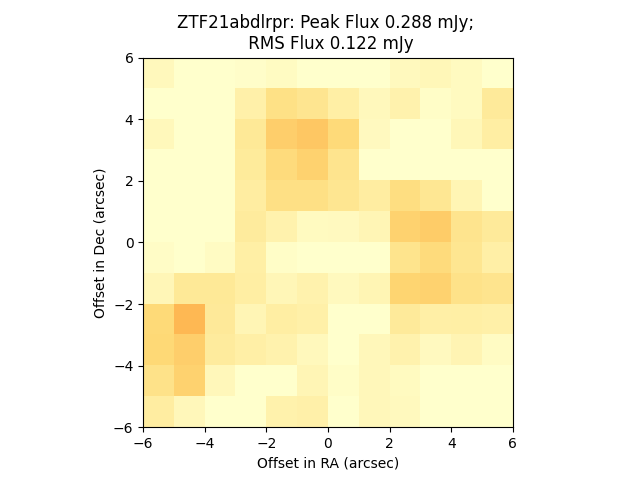 ZTF21abdlrpr: Peak Flux 0.288 mJy;
RMS Flux 0.122 mJy
6
4
2
0
−2
−4
−6
Offset in Dec (arcsec)
−6 −4 −2 0 2 4 6
Offset in RA (arcsec)